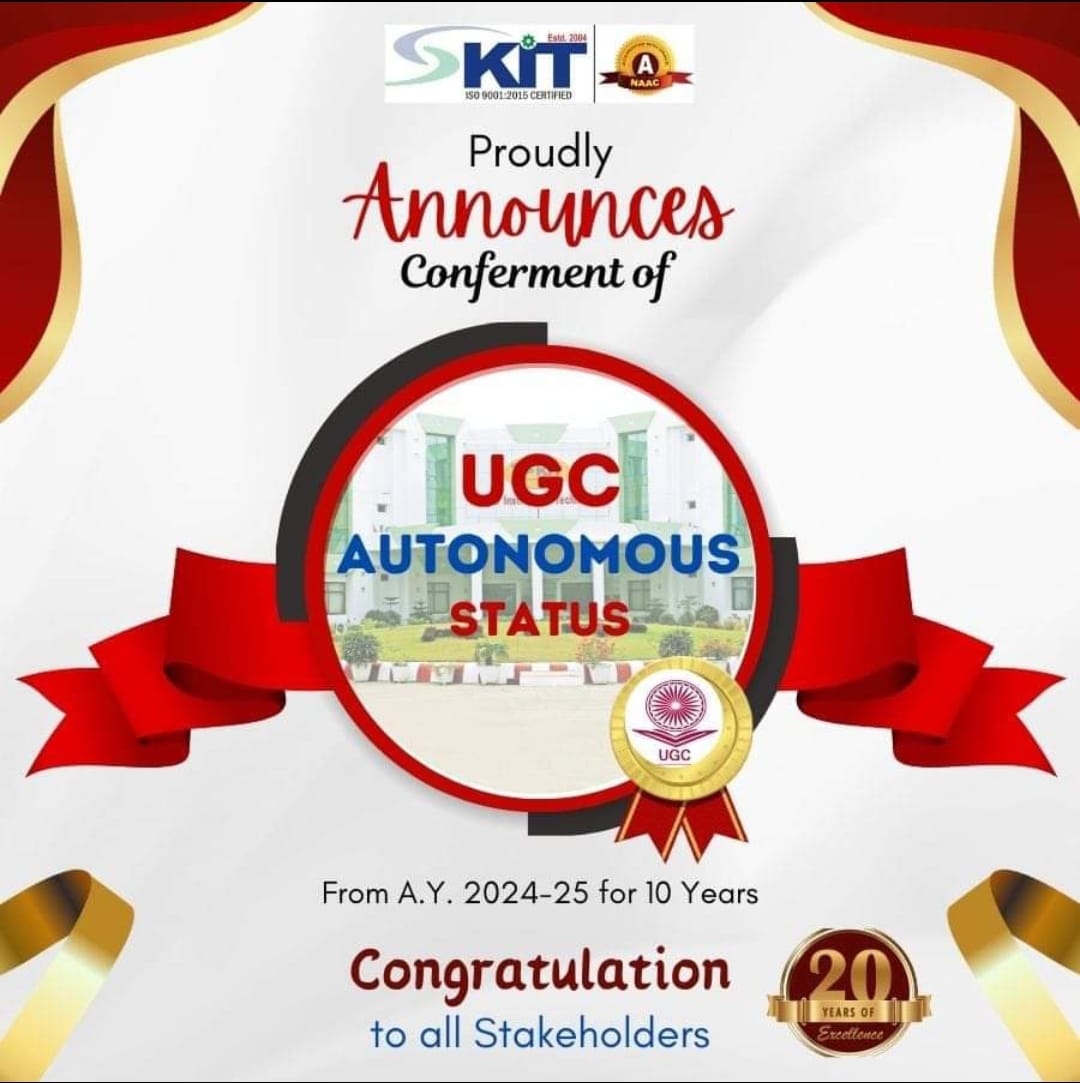 Estd. 2004
SKIT
ISO 9001:2015 CERTIFIED
A
NAAC
Proudly
Announces
Conferment of
UGC
AUTONOMOUS
STATUS
UGC
From A.Y. 2024-25 for 10 Years
Congratulation
to all Stakeholders
20
YEARS OF
Excellence